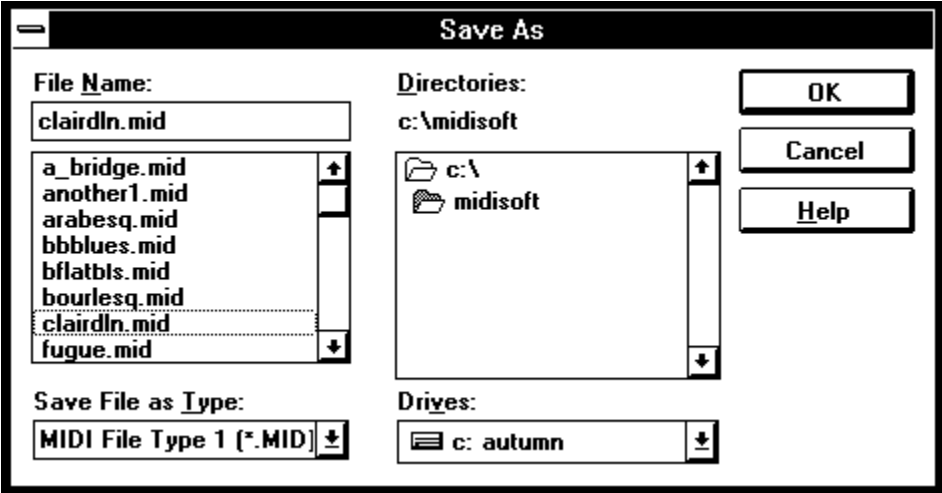 Save As
File Name:
clairdln.mid
a_bridge.mid
another1.mid
arabesq.mid
bbblues.mid
bflatbls.mid
bourlesq.mid
clairdln.mid
fugue.mid
Save File as Type:
MIDI File Type 1 (*.MID)
Directories:
c:\midisoft
c:\
midisoft
Drives:
c: autumn
OK
Cancel
Help